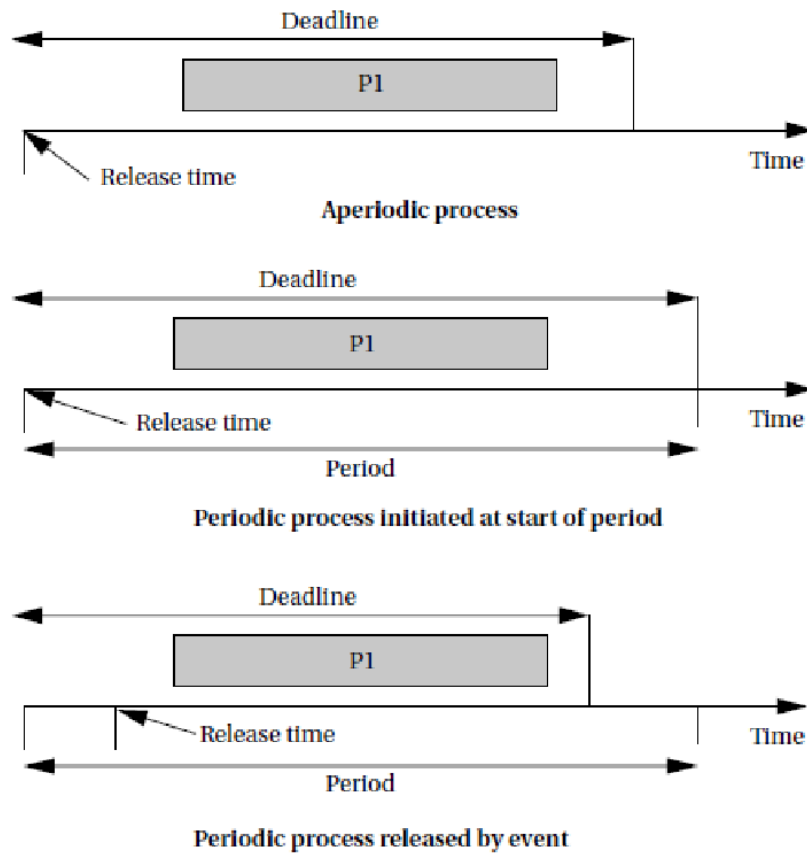 Deadline
P1
Time
Release time
Aperiodic process
Deadline
P1
Release time
Time
Period
Periodic process initiated at start of period
Deadline
P1
Release time
Time
Period
Periodic process released by event